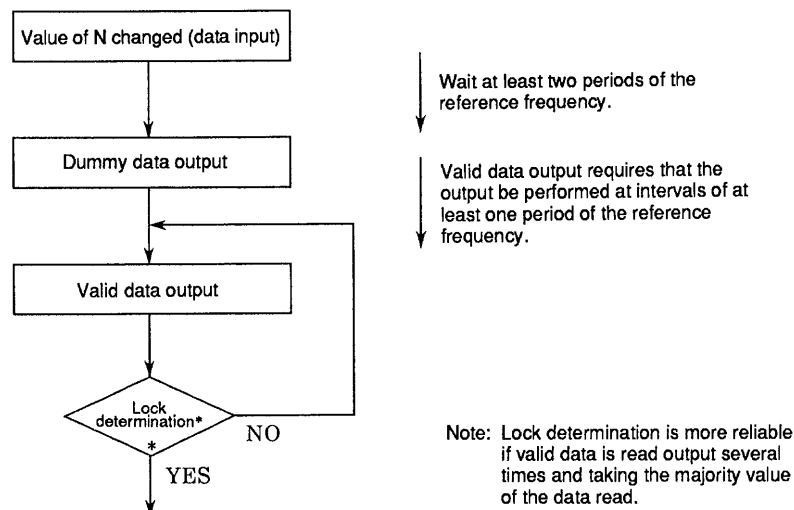 Value of N changed (data input)
Wait at least two periods of the
reference frequency.
Dummy data output
Valid data output requires that the
output be performed at intervals of at
least one period of the reference
frequency.
Valid data output
Lock
determination*
*
NO
YES
Note: Lock determination is more reliable
if valid data is read output several
times and taking the majority value
of the data read.